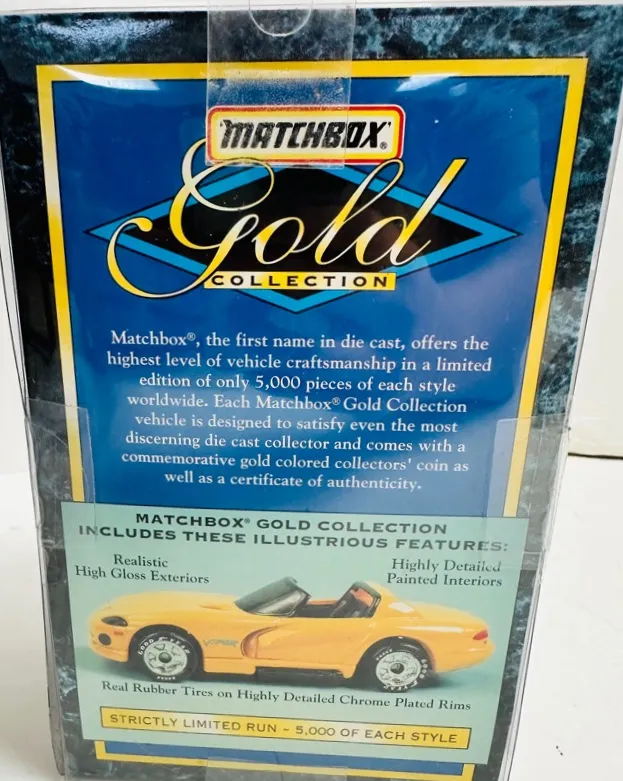 MATCHBOX®
Gold
COLLECTION
Matchbox®, the first name in die cast, offers the
highest level of vehicle craftsmanship in a limited
edition of only 5,000 pieces of each style
worldwide. Each Matchbox® Gold Collection
vehicle is designed to satisfy even the most
discerning die cast collector and comes with a
commemorative gold colored collectors' coin as
well as a certificate of authenticity.
MATCHBOX® GOLD COLLECTION
INCLUDES THESE ILLUSTRIOUS FEATURES:
Realistic
High Gloss Exteriors
Highly Detailed
Painted Interiors
VIPER
GOOD YEAR
Real Rubber Tires on Highly Detailed Chrome Plated Rims
STRICTLY LIMITED RUN ~ 5,000 OF EACH STYLE